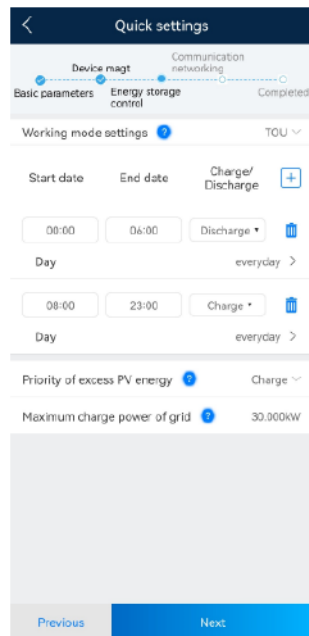 Quick settings
Communication
Device magt networking
Basic parameters Energy storage Completed
control
Working mode settings ? TOU
Start date End date Charge/
Discharge
00:00 06:00 Discharge
Day everyday
08:00 23:00 Charge
Day everyday
Priority of excess PV energy ? Charge
Maximum charge power of grid ? 30.000kW
Previous Next